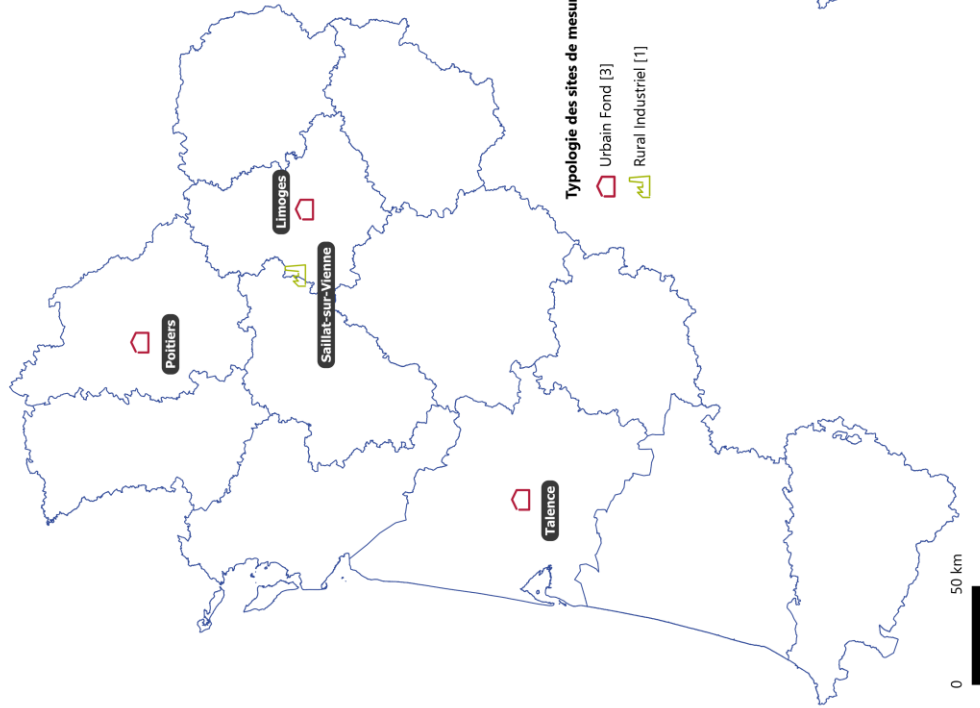 Poitiers
Limoges
Saillat-sur-Vienne
Talence
Typologie des sites de mesur
Urbain Fond [3]
Rural Industriel [1]
0
50 km